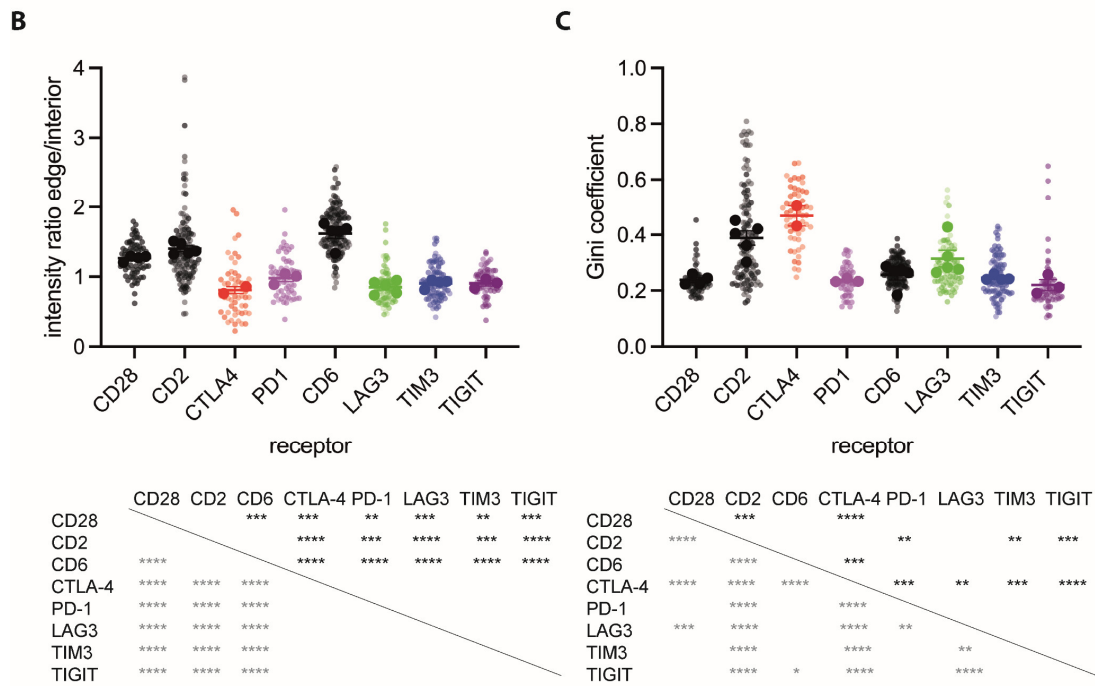 B
C
intensity ratio edge/interior
4
3
2
1
0
CD28 CD2 CTLA4 PD1 CD6 LAG3 TIM3 TIGIT
receptor
Gini coefficient
1.0
0.8
0.6
0.4
0.2
0.0
CD28 CD2 CTLA4 PD1 CD6 LAG3 TIM3 TIGIT
receptor
CD28 CD2 CD6 CTLA-4 PD-1 LAG3 TIM3 TIGIT
CD28 *** *** ** *** ** ***
CD2 **** *** **** *** ****
CD6 **** **** **** **** **** ****
CTLA-4 **** **** ****
PD-1 **** **** ****
LAG3 **** **** ****
TIM3 **** **** ****
TIGIT **** **** ****
CD28 CD2 CD6 CTLA-4 PD-1 LAG3 TIM3 TIGIT
CD28 *** ****
CD2 **** ** ** ***
CD6 **** ***
CTLA-4 **** **** **** *** ** *** ****
PD-1 **** ****
LAG3 *** **** **** **
TIM3 **** **** **
TIGIT **** * **** ****